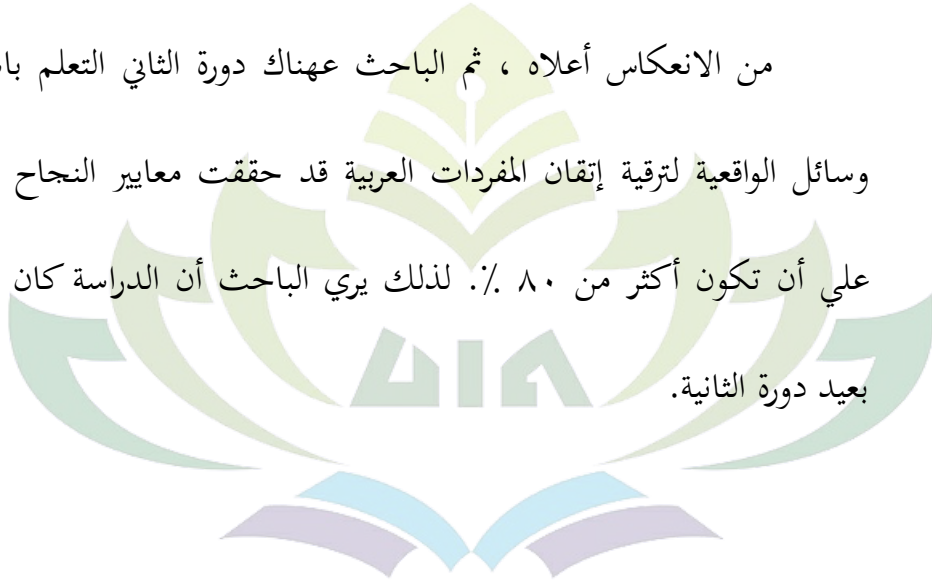 من الانعكاس أعلاه ، ثم الباحث عهناك دورة الثاني التعلم
وسائل الواقعية لترقية إتقان المفردات العربية قد حققت معايير النجاح
علي أن تكون أكثر من ٨٠ ٪. لذلك يري الباحث أن الدراسة كان
بعيد دورة الثانية.